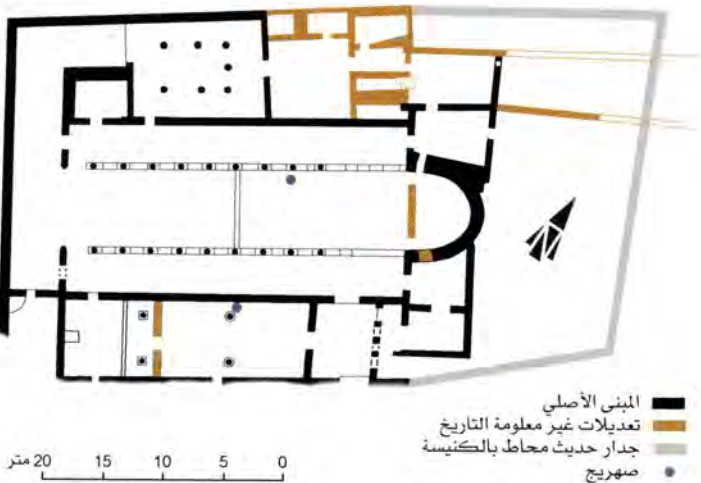 المبنى الأصلي
تعديلات غير معلومة التاريخ
جدار حديث محاط بالكنيسة
صهريج
0 5 10 15 20 متر